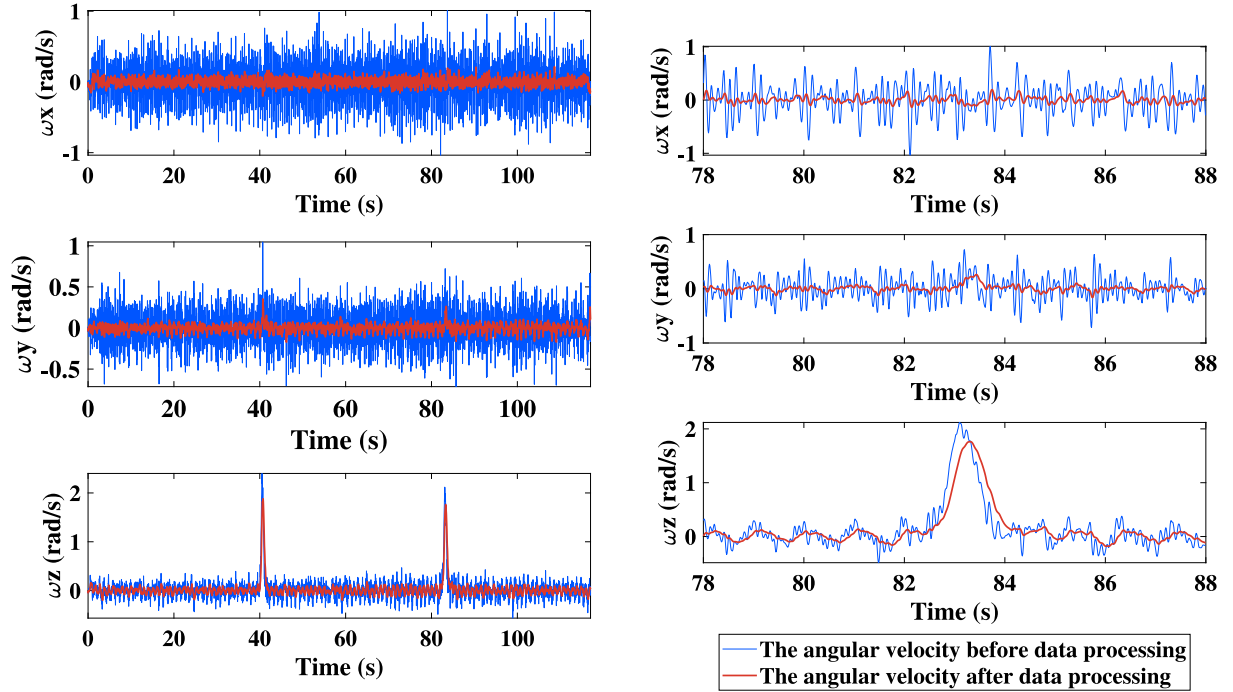 ωx (rad/s)
1
0
-1
0 20 40 60 80 100
Time (s)
ωy (rad/s)
1
0.5
0
-0.5
0 20 40 60 80 100
Time (s)
ωz (rad/s)
2
1
0
0 20 40 60 80 100
Time (s)
ωx (rad/s)
1
0
-1
78 80 82 84 86 88
Time (s)
ωy (rad/s)
1
0
-1
78 80 82 84 86 88
Time (s)
ωz (rad/s)
2
1
0
78 80 82 84 86 88
Time (s)
The angular velocity before data processing
The angular velocity after data processing